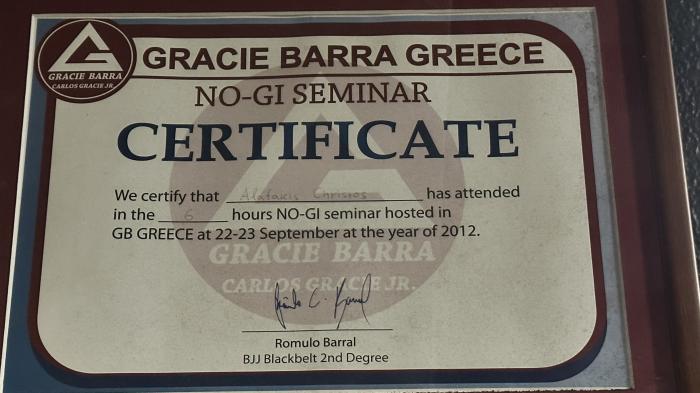 GRACIE BARRA
CARLOS GRACIE JR.
GRACIE BARRA GREECE
NO-GI SEMINAR
CERTIFICATE
We certify that Alafakis Christos has attended
in the 6 hours NO-GI seminar hosted in
GB GREECE at 22-23 September at the year of 2012.
GRACIE BARRA
CARLOS GRACIE JR.
Romulo Barral
BJJ Blackbelt 2nd Degree